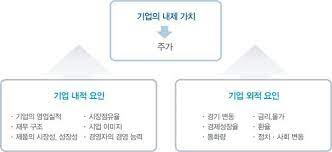 기업의 내재 가치
주가
기업 내적 요인
· 기업의 영업실적
· 시장점유율
· 재무 구조
· 사업 이미지
· 제품의 시장성, 성장성
· 경영자의 경영 능력
기업 외적 요인
· 경기 변동
· 금리,물가
· 경제성장율
· 환율
· 통화량
· 정치 · 사회 변동